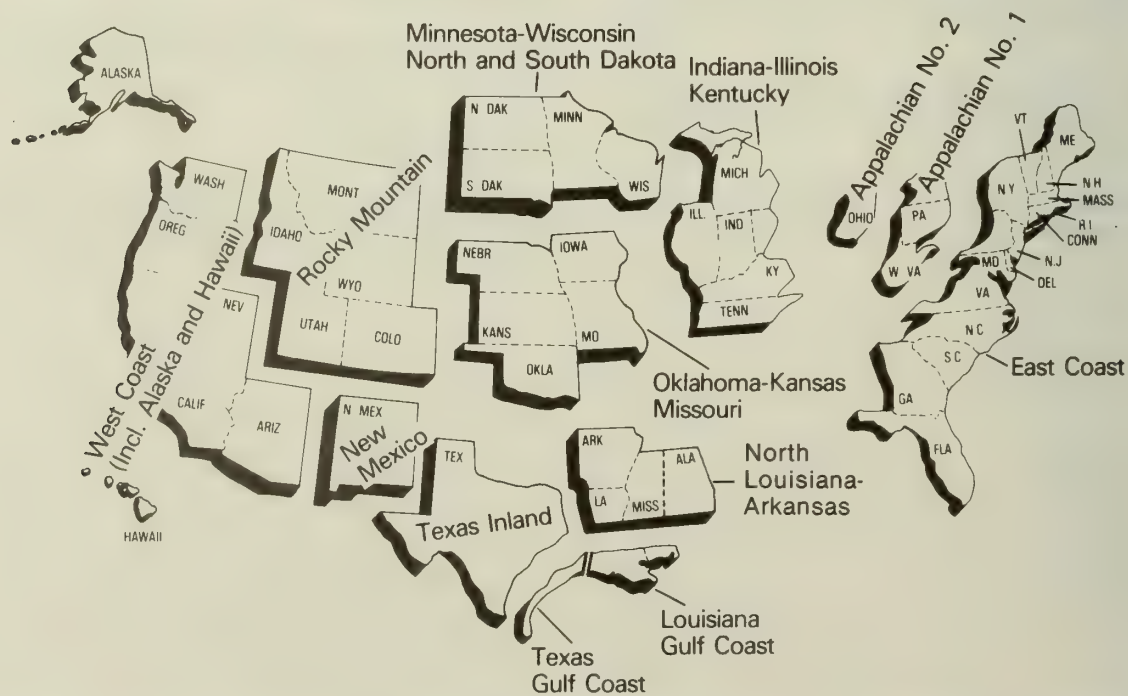 ALASKA
Minnesota-Wisconsin
North and South Dakota
Indiana-Illinois
Kentucky
Appalachian No. 2
Appalachian No. 1
N DAK
MINN
S DAK
WIS
MICH
ILL.
IND
KY
TENN
OHIO
PA
W VA
VT
ME
N Y
N H
MASS
R I
CONN
N.J
MD
DEL
VA
N C
S C
GA
FLA
East Coast
WASH
OREG
NEV
CALIF
ARIZ
West Coast
(Incl. Alaska and Hawaii)
HAWAII
MONT
IDAHO
WYO
UTAH
COLO
Rocky Mountain
NEBR
IOWA
KANS
MO
OKLA
Oklahoma-Kansas
Missouri
N MEX
New
Mexico
TEX
Texas Inland
ARK
LA
MISS
ALA
North
Louisiana-
Arkansas
Louisiana
Gulf Coast
Texas
Gulf Coast